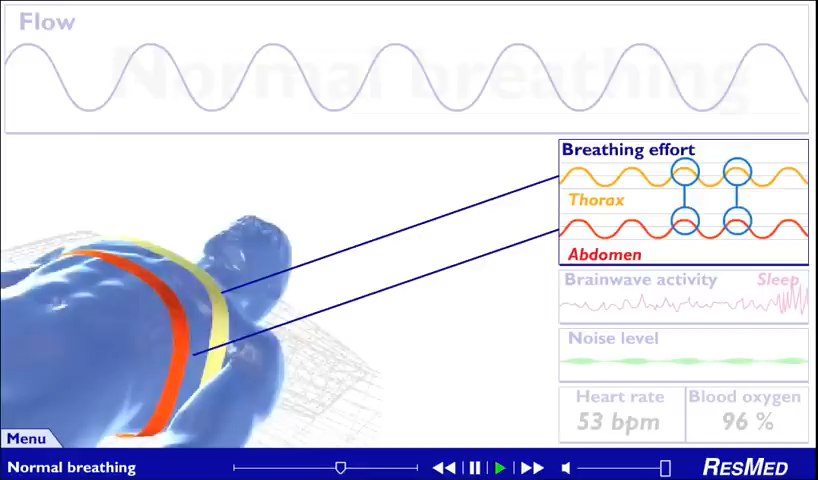 Flow
Normal breathing
Breathing effort
Thorax
Abdomen
Brainwave activity Sleep
Noise level
Heart rate Blood oxygen
53 bpm 96 %
Menu
Normal breathing
RESMED